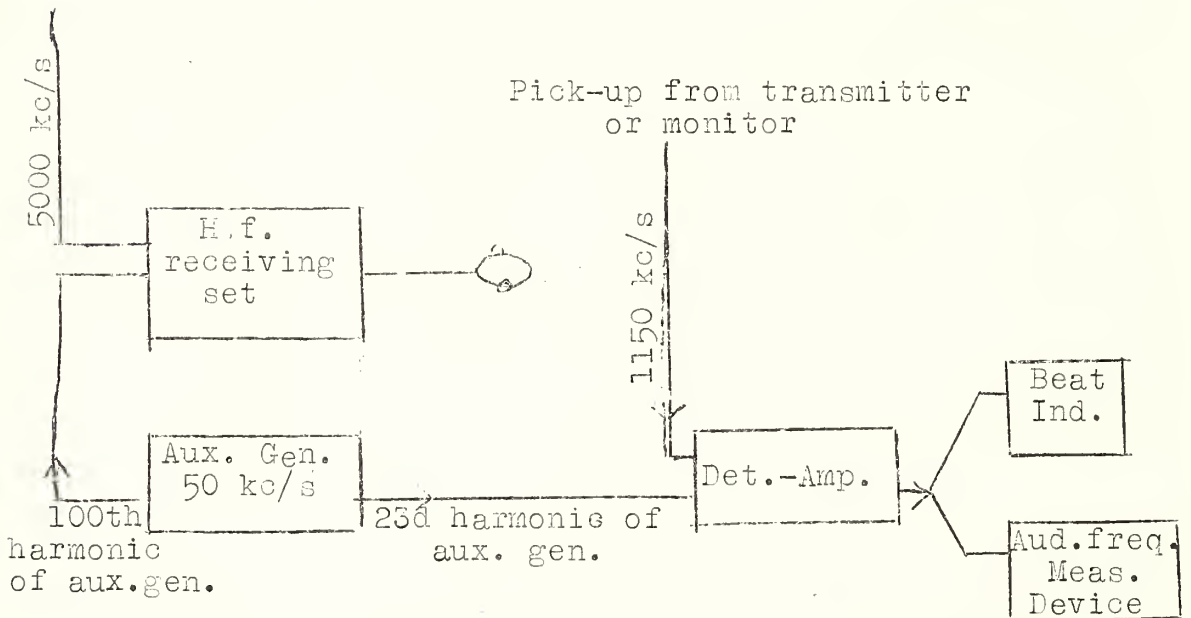 5000 kc/s
Pick-up from transmitter
or monitor
H.f.
receiving
set
1150 kc/s
Beat
Ind.
Aux. Gen.
50 kc/s
Det.-Amp.
100th
harmonic
of aux.gen.
23d harmonic of
aux. gen.
Aud.freq.
Meas.
Device